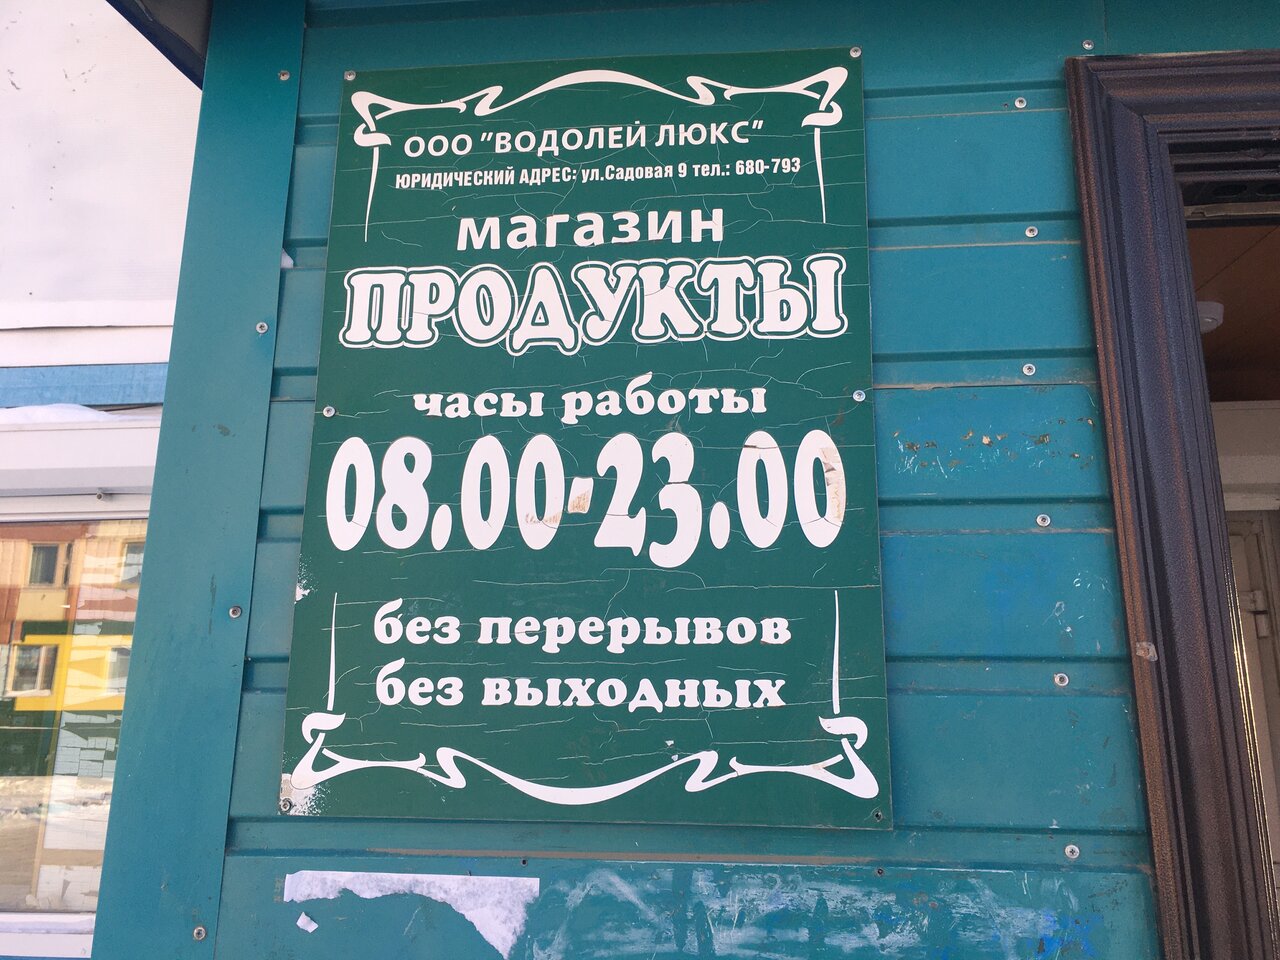 ООО "ВОДОЛЕЙ ЛЮКС"
ЮРИДИЧЕСКИЙ АДРЕС: ул.Садовая 9 тел.: 680-793
магазин
ПРОДУКТЫ
часы работы
08.00-23.00
без перерывов
без выходных